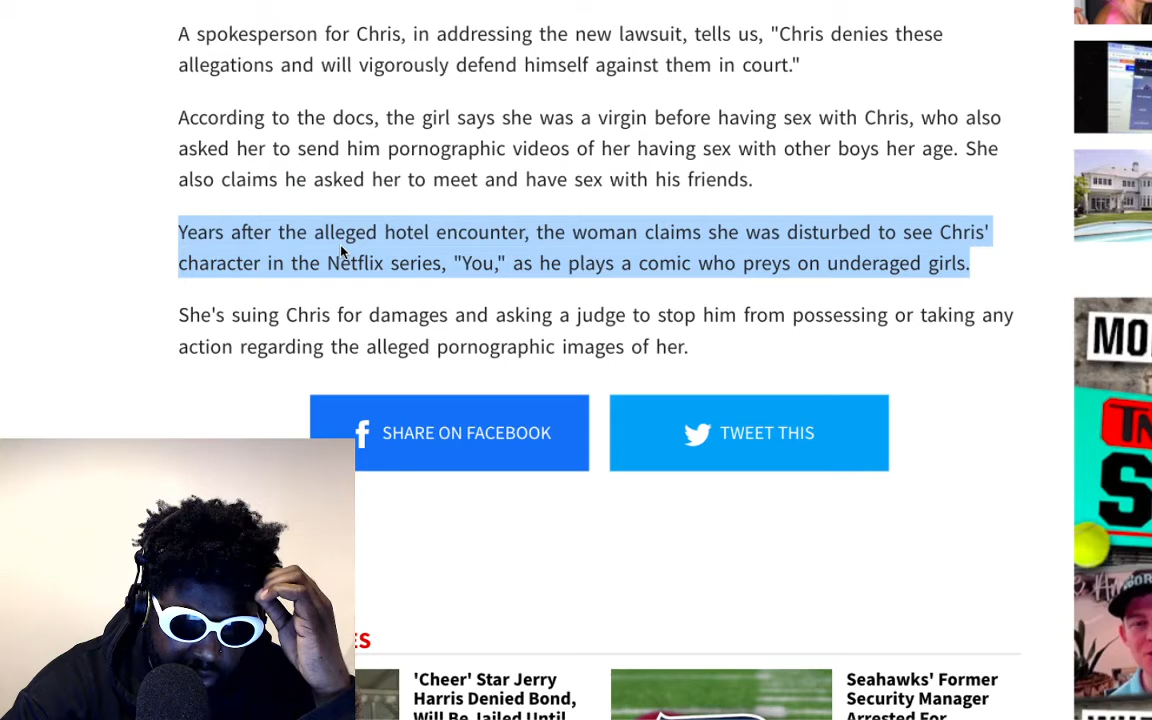 A spokesperson for Chris, in addressing the new lawsuit, tells us, "Chris denies these
allegations and will vigorously defend himself against them in court."
According to the docs, the girl says she was a virgin before having sex with Chris, who also
asked her to send him pornographic videos of her having sex with other boys her age. She
also claims he asked her to meet and have sex with his friends.
Years after the alleged hotel encounter, the woman claims she was disturbed to see Chris'
character in the Netflix series, "You," as he plays a comic who preys on underaged girls.
She's suing Chris for damages and asking a judge to stop him from possessing or taking any
action regarding the alleged pornographic images of her.
SHARE ON FACEBOOK
TWEET THIS
MO
S
ES
'Cheer' Star Jerry
Harris Denied Bond,
Will Be Jailed Until
Seahawks' Former
Security Manager
Arrested For